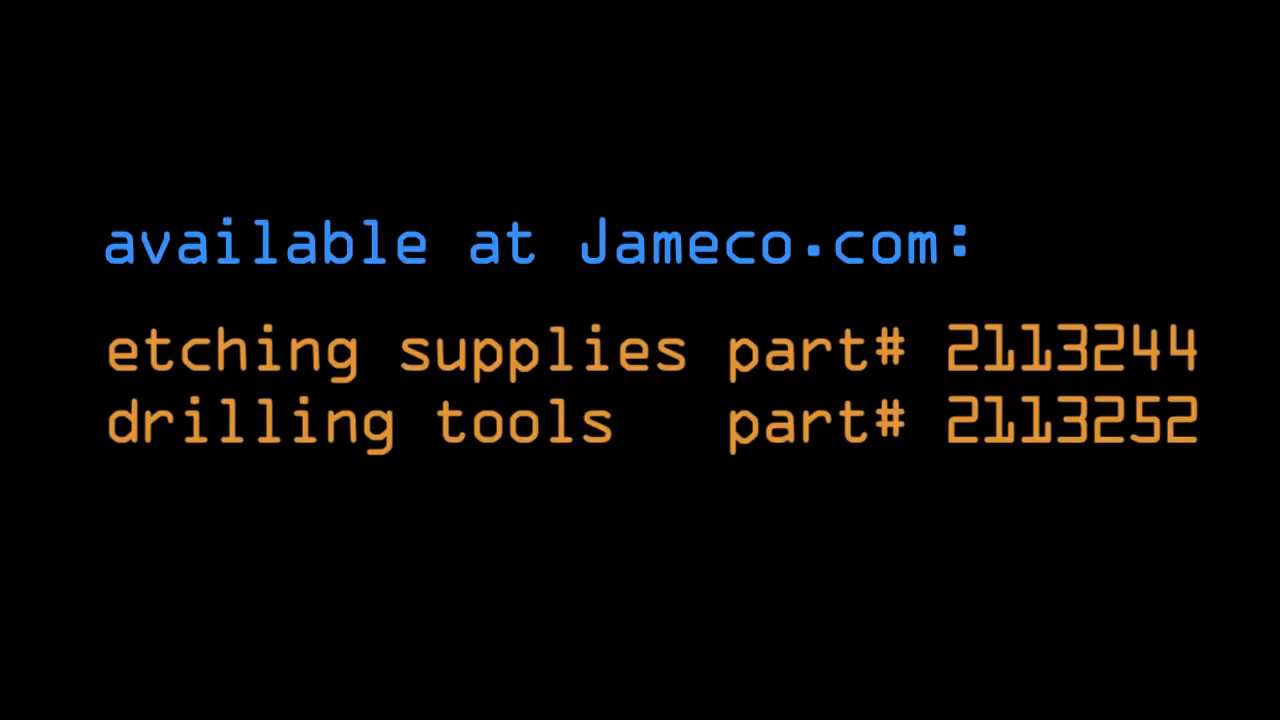 available at Jameco.com:
etching supplies part# 2113244
drilling tools part# 2113252